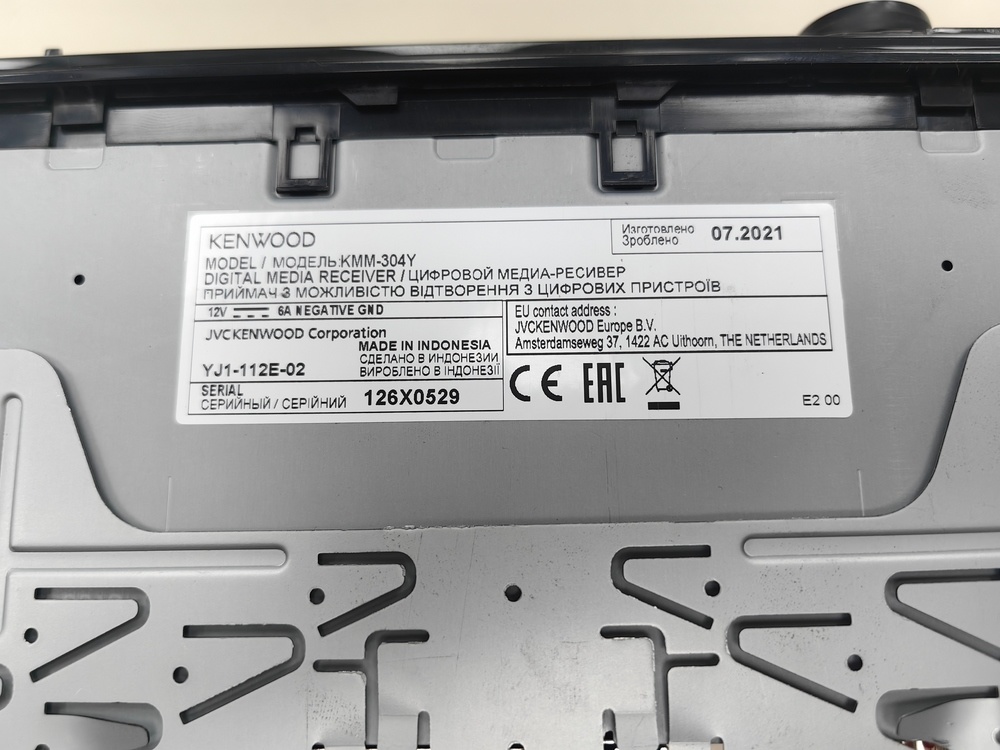 KENWOOD
Изготовлено
Зроблено
07.2021
MODEL / МОДЕЛЬ:KMM-304Y
DIGITAL MEDIA RECEIVER / ЦИФРОВОЙ МЕДИА-РЕСИВЕР
ПРИЙМАЧ З МОЖЛИВІСТЮ ВІДТВОРЕННЯ З ЦИФРОВИХ ПРИСТРОЇВ
12V 6A NEGATIVE GND
JVCKENWOOD Corporation
MADE IN INDONESIA
СДЕЛАНО В ИНДОНЕЗИИ
ВИРОБЛЕНО В ІНДОНЕЗІЇ
YJ1-112E-02
SERIAL
СЕРИЙНЫЙ / СЕРІЙНИЙ 126X0529
EU contact address :
JVCKENWOOD Europe B.V.
Amsterdamseweg 37, 1422 AC Uithoorn, THE NETHERLANDS
CE EAC
E2 00